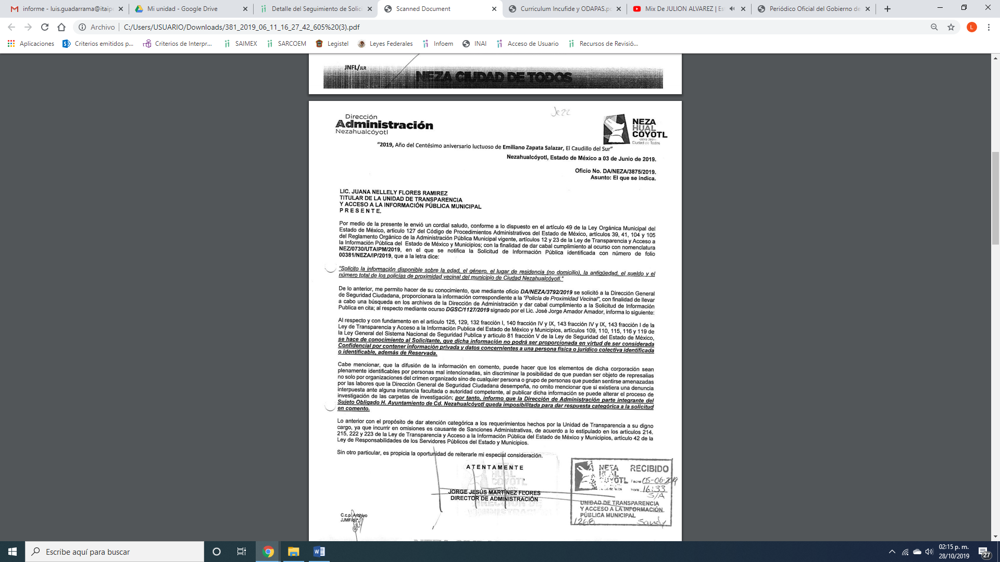 informe - luis.guadarrama@itaip
Mi unidad - Google Drive
Detalle del Seguimiento de Solici
Scanned Document
Curriculum Incufide y ODAPAS.pd
Mix De JULION ALVAREZ | Es
Periódico Oficial del Gobierno de
Archivo
C:/Users/USUARIO/Downloads/381_2019_06_11_16_27_42_605%20(3).pdf
L
Aplicaciones
Criterios emitidos p...
Criterios de Interpr...
SAIMEX
SARCOEM
Legistel
Leyes Federales
Infoem
INAI
Acceso de Usuario
Recursos de Revisió...
JNFL/JLR
NEZA CIUDAD DE TODOS
Dirección
Administración
Nezahualcóyotl
NEZA
HUAL
COYOTL
-2019-2021-
Ciudad de Todos
"2019, Año del Centésimo aniversario luctuoso de Emiliano Zapata Salazar, El Caudillo del Sur"
Nezahualcóyotl, Estado de México a 03 de Junio de 2019.
Oficio No. DA/NEZA/3875/2019.
Asunto: El que se indica.
LIC. JUANA NELLELY FLORES RAMIREZ
TITULAR DE LA UNIDAD DE TRANSPARENCIA
Y ACCESO A LA INFORMACIÓN PÚBLICA MUNICIPAL
P R E S E N T E.
Por medio de la presente le envió un cordial saludo, conforme a lo dispuesto en el artículo 49 de la Ley Orgánica Municipal del
Estado de México, artículo 127 del Código de Procedimientos Administrativos del Estado de México, artículos 39, 41, 104 y 105
del Reglamento Orgánico de la Administración Pública Municipal vigente, artículos 12 y 23 de la Ley de Transparencia y Acceso a
la Información Pública del Estado de México y Municipios; con la finalidad de dar cabal cumplimiento al ocurso con nomenclatura
NEZ/0730/UTAIPM/2019, en el que se notifica la Solicitud de Información Pública identificada con número de folio
00381/NEZA/IP/2019, que a la letra dice:
"Solicito la información disponible sobre la edad, el género, el lugar de residencia (no domicilio), la antigüedad, el sueldo y el
número total de los policías de proximidad vecinal del municipio de Ciudad Nezahualcóyotl."
De lo anterior, me permito hacer de su conocimiento, que mediante oficio DA/NEZA/3792/2019 se solicitó a la Dirección General
de Seguridad Ciudadana, proporcionara la información correspondiente a la "Policía de Proximidad Vecinal", con finalidad de llevar
a cabo una búsqueda en los archivos de la Dirección de Administración y dar cabal cumplimiento a la Solicitud de Información
Publica en cita; al respecto mediante ocurso DGSC/1127/2019 signado por el Lic. José Jorge Amador Amador, informa lo siguiente:
Al respecto y con fundamento en el artículo 125, 129, 132 fracción I, 140 fracción IV y IX, 143 fracción IV y IX, 143 fracción I de la
Ley de Transparencia y Acceso a la Información Publica del Estado de México y Municipios, artículos 109, 110, 115, 116 y 119 de
la Ley General del Sistema Nacional de Seguridad Publica y artículo 81 fracción V de la Ley de Seguridad del Estado de México,
se hace de conocimiento al Solicitante, que dicha información no podrá ser proporcionada en virtud de ser considerada
Confidencial por contener información privada y datos concernientes a una persona física o jurídico colectiva identificada
o identificable, además de Reservada.
Cabe mencionar, que la difusión de la información en comento, puede hacer que los elementos de dicha corporación sean
plenamente identificables por personas mal intencionadas, sin discriminar la posibilidad de que puedan ser objeto de represalias
no solo por organizaciones del crimen organizado sino de cualquier persona o grupo de personas que puedan sentirse amenazadas
por las labores que la Dirección General de Seguridad Ciudadana desempeña, no omito mencionar que si existiera una denuncia
interpuesta ante alguna instancia facultada o autoridad competente, al publicar dicha información se puede alterar el proceso de
investigación de las carpetas de investigación; por tanto, informo que la Dirección de Administración parte integrante del
Sujeto Obligado H. Ayuntamiento de Cd. Nezahualcóyotl queda imposibilitada para dar respuesta categórica a la solicitud
en comento.
Lo anterior con el propósito de dar atención categórica a los requerimientos hechos por la Unidad de Transparencia a su digno
cargo, ya que incurrir en omisiones es causante de Sanciones Administrativas, de acuerdo a lo estipulado en los artículos 214.
215, 222 y 223 de la Ley de Transparencia y Acceso a la Información Pública del Estado de México y Municipios, artículo 42 de la
Ley de Responsabilidades de los Servidores Públicos del Estado y Municipios.
Sin otro particular, es propicia la oportunidad de reiterarle mi especial consideración.
A T E N T A M E N T E
JORGE JESÚS MARTÍNEZ FLORES
DIRECTOR DE ADMINISTRACIÓN
NEZA
RECIBIDO
Fecha: 05-06-2019
Hora: 16:33
S/A
UNIDAD DE TRANSPARENCIA
Y ACCESO A LA INFORMACIÓN
PÚBLICA MUNICIPAL
1268 Sandy
C.c.p. Archivo
Escribe aquí para buscar
02:15 p. m.
28/10/2019
27